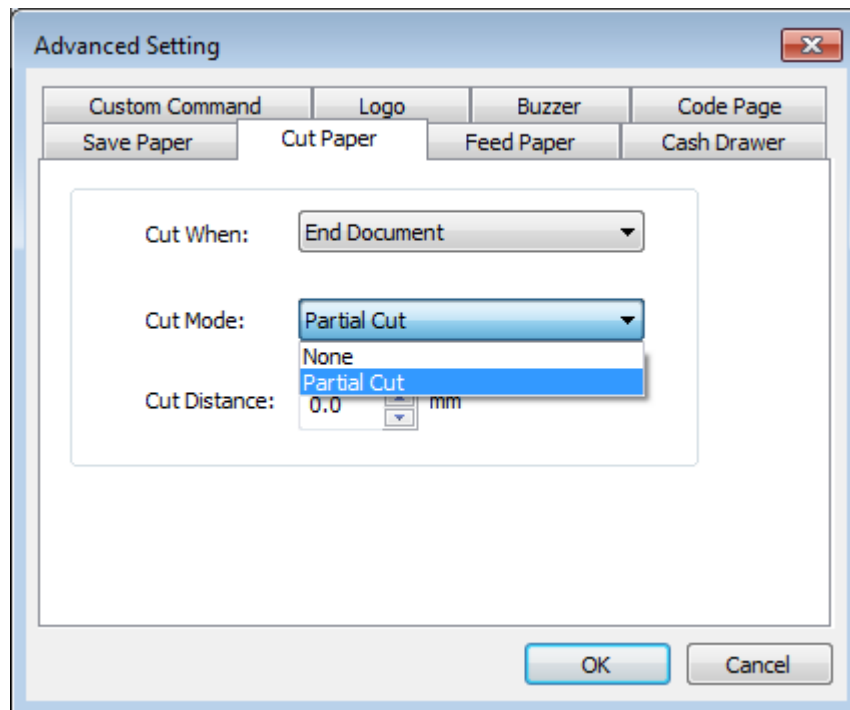 Advanced Setting
Custom Command Logo Buzzer Code Page
Save Paper Cut Paper Feed Paper Cash Drawer
Cut When: End Document
Cut Mode: Partial Cut
None
Partial Cut
Cut Distance: 0.0 mm
OK Cancel